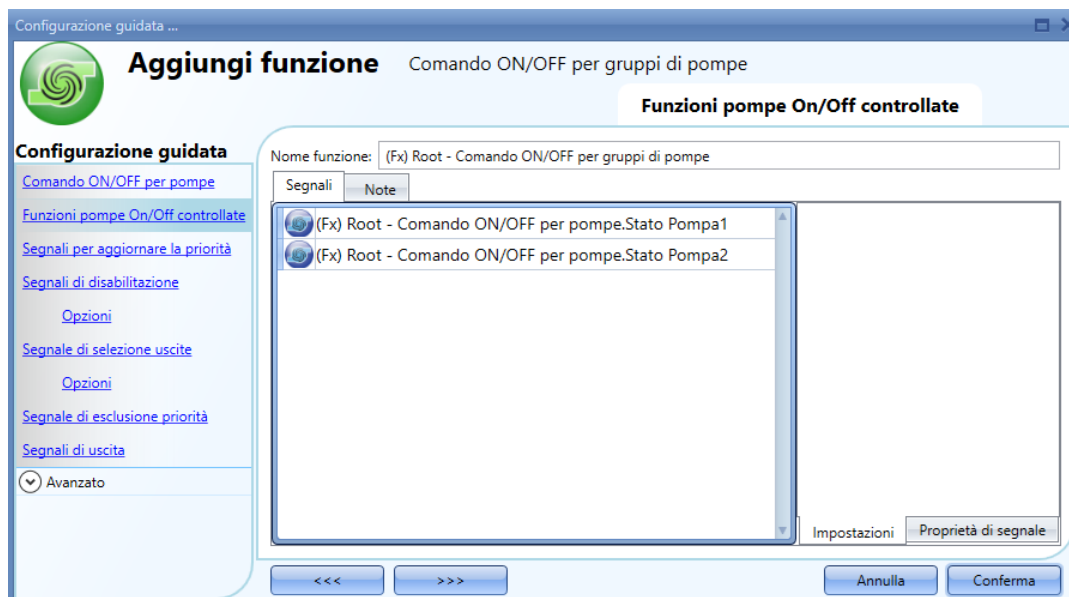 Configurazione guidata ...
Aggiungi funzione Comando ON/OFF per gruppi di pompe
Funzioni pompe On/Off controllate
Configurazione guidata
Comando ON/OFF per pompe
Funzioni pompe On/Off controllate
Segnali per aggiornare la priorità
Segnali di disabilitazione
Opzioni
Segnale di selezione uscite
Opzioni
Segnale di esclusione priorità
Segnali di uscita
Avanzato
Nome funzione: (Fx) Root - Comando ON/OFF per gruppi di pompe
Segnali Note
(Fx) Root - Comando ON/OFF per pompe.Stato Pompa1
(Fx) Root - Comando ON/OFF per pompe.Stato Pompa2
Impostazioni Proprietà di segnale
<<< >>> Annulla Conferma